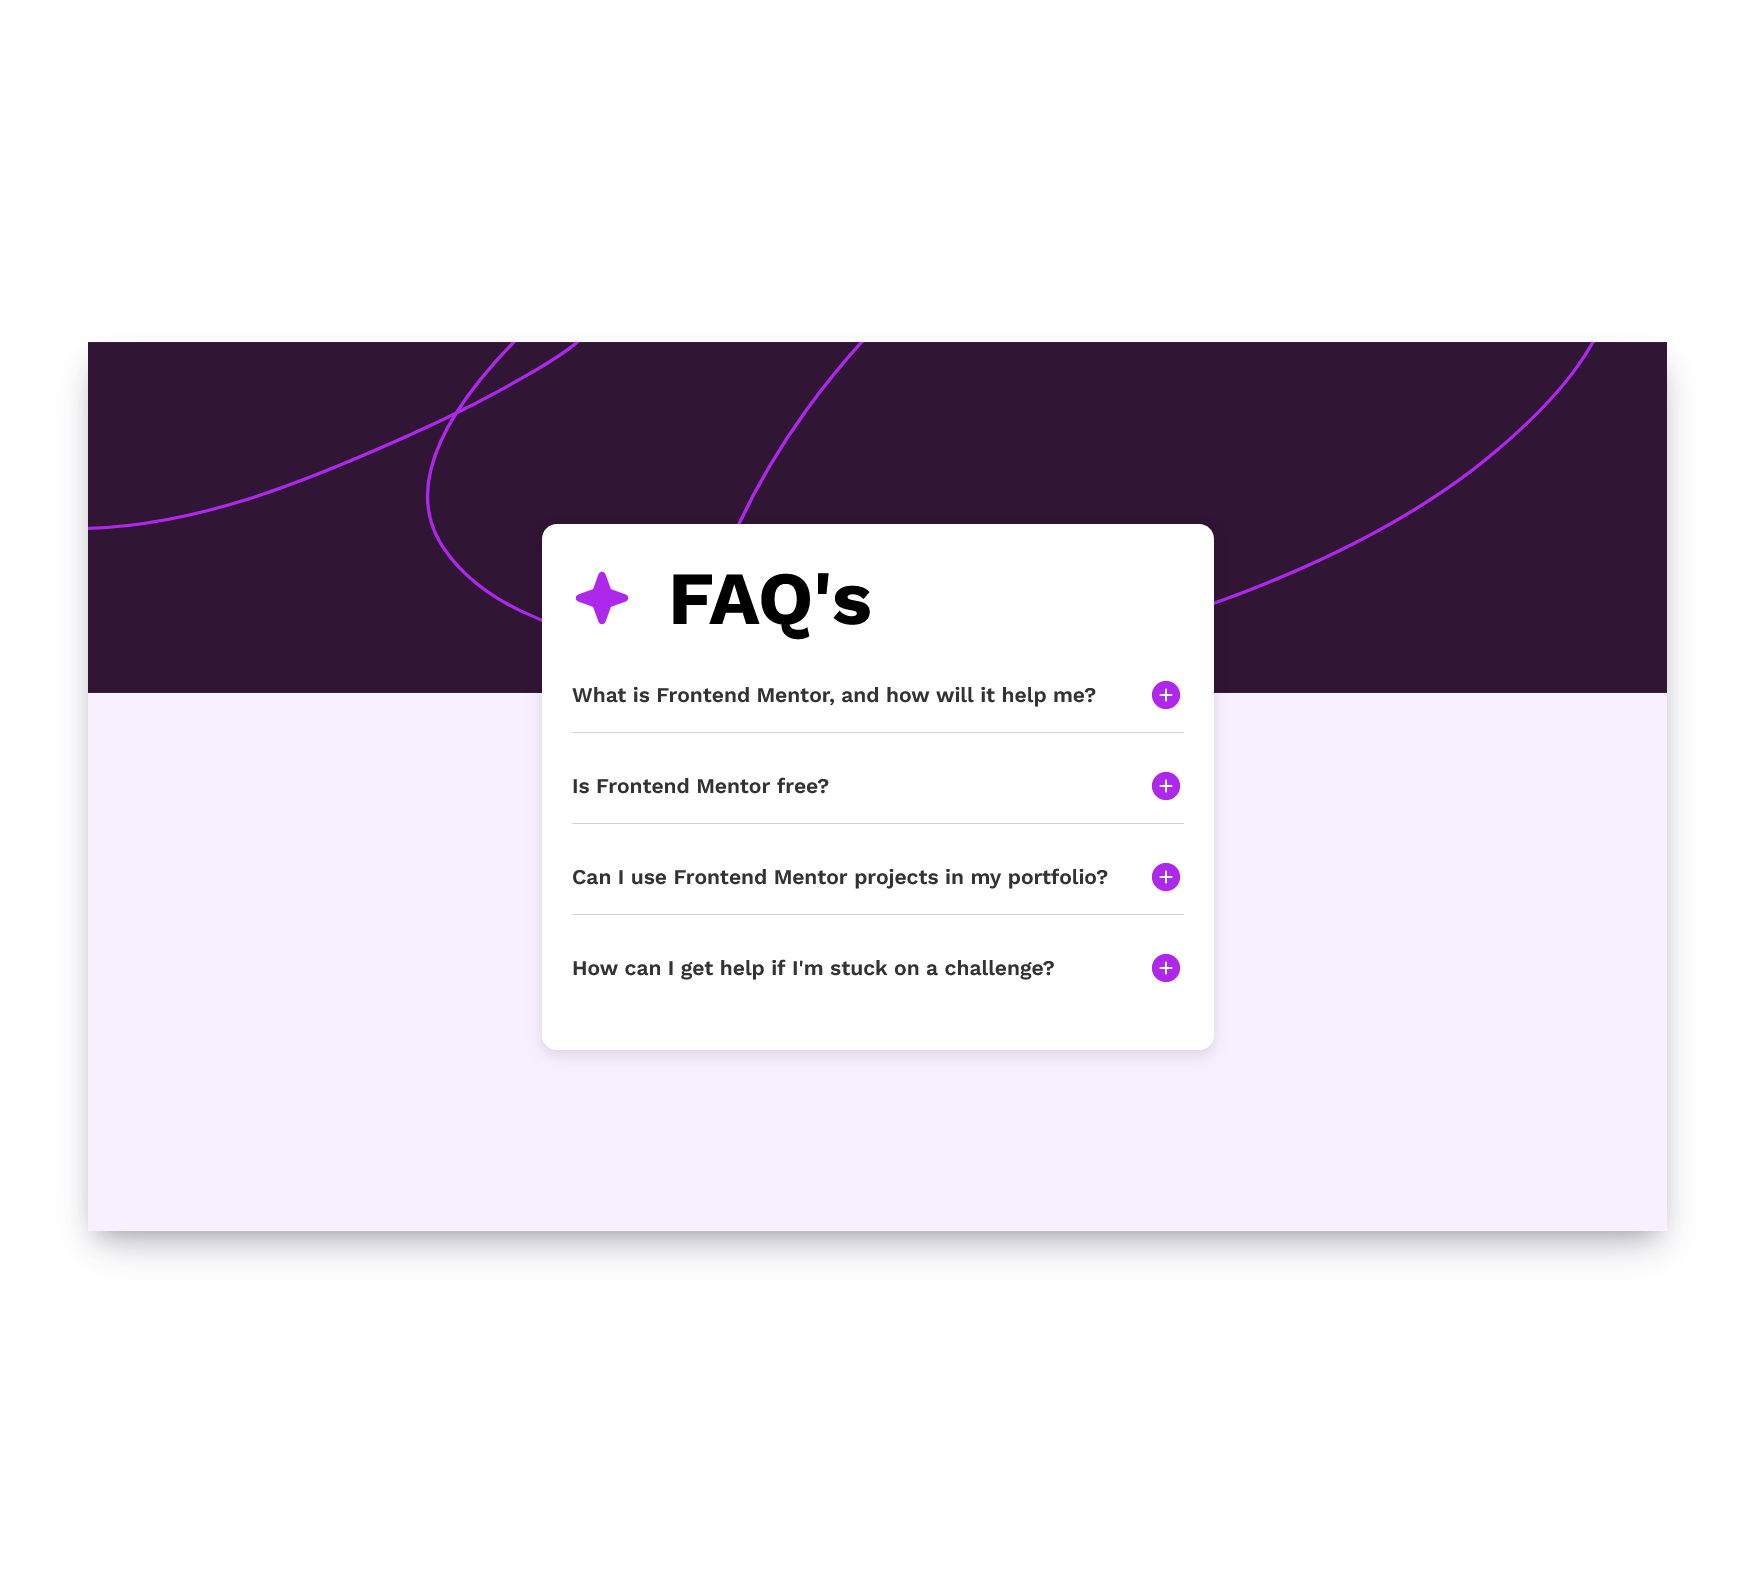 FAQ's
What is Frontend Mentor, and how will it help me?
Is Frontend Mentor free?
Can I use Frontend Mentor projects in my portfolio?
How can I get help if I'm stuck on a challenge?